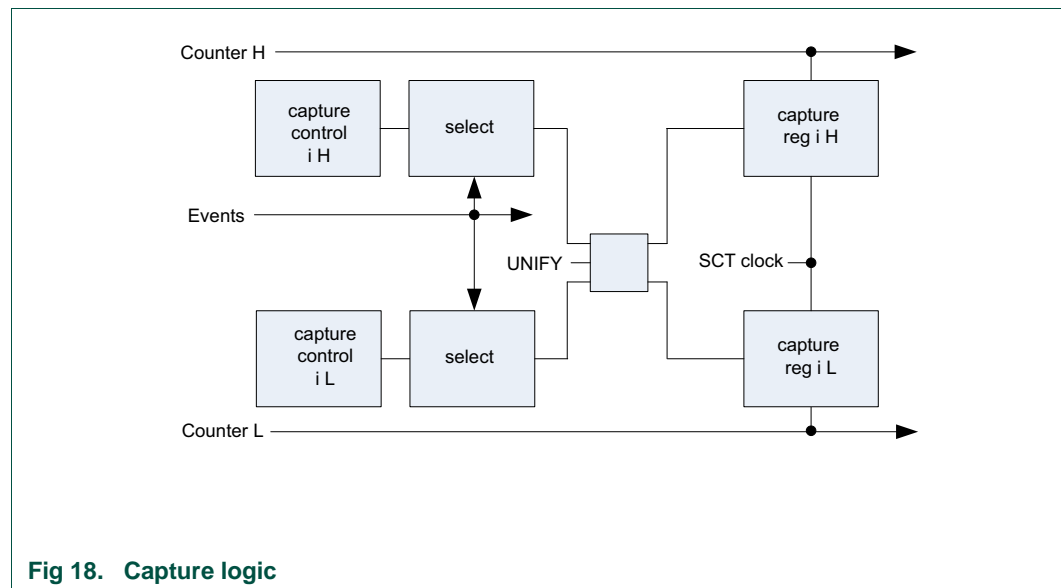 Counter H
capture
control
i H
select
capture
reg i H
Events
UNIFY
SCT clock
capture
control
i L
select
capture
reg i L
Counter L
Fig 18. Capture logic